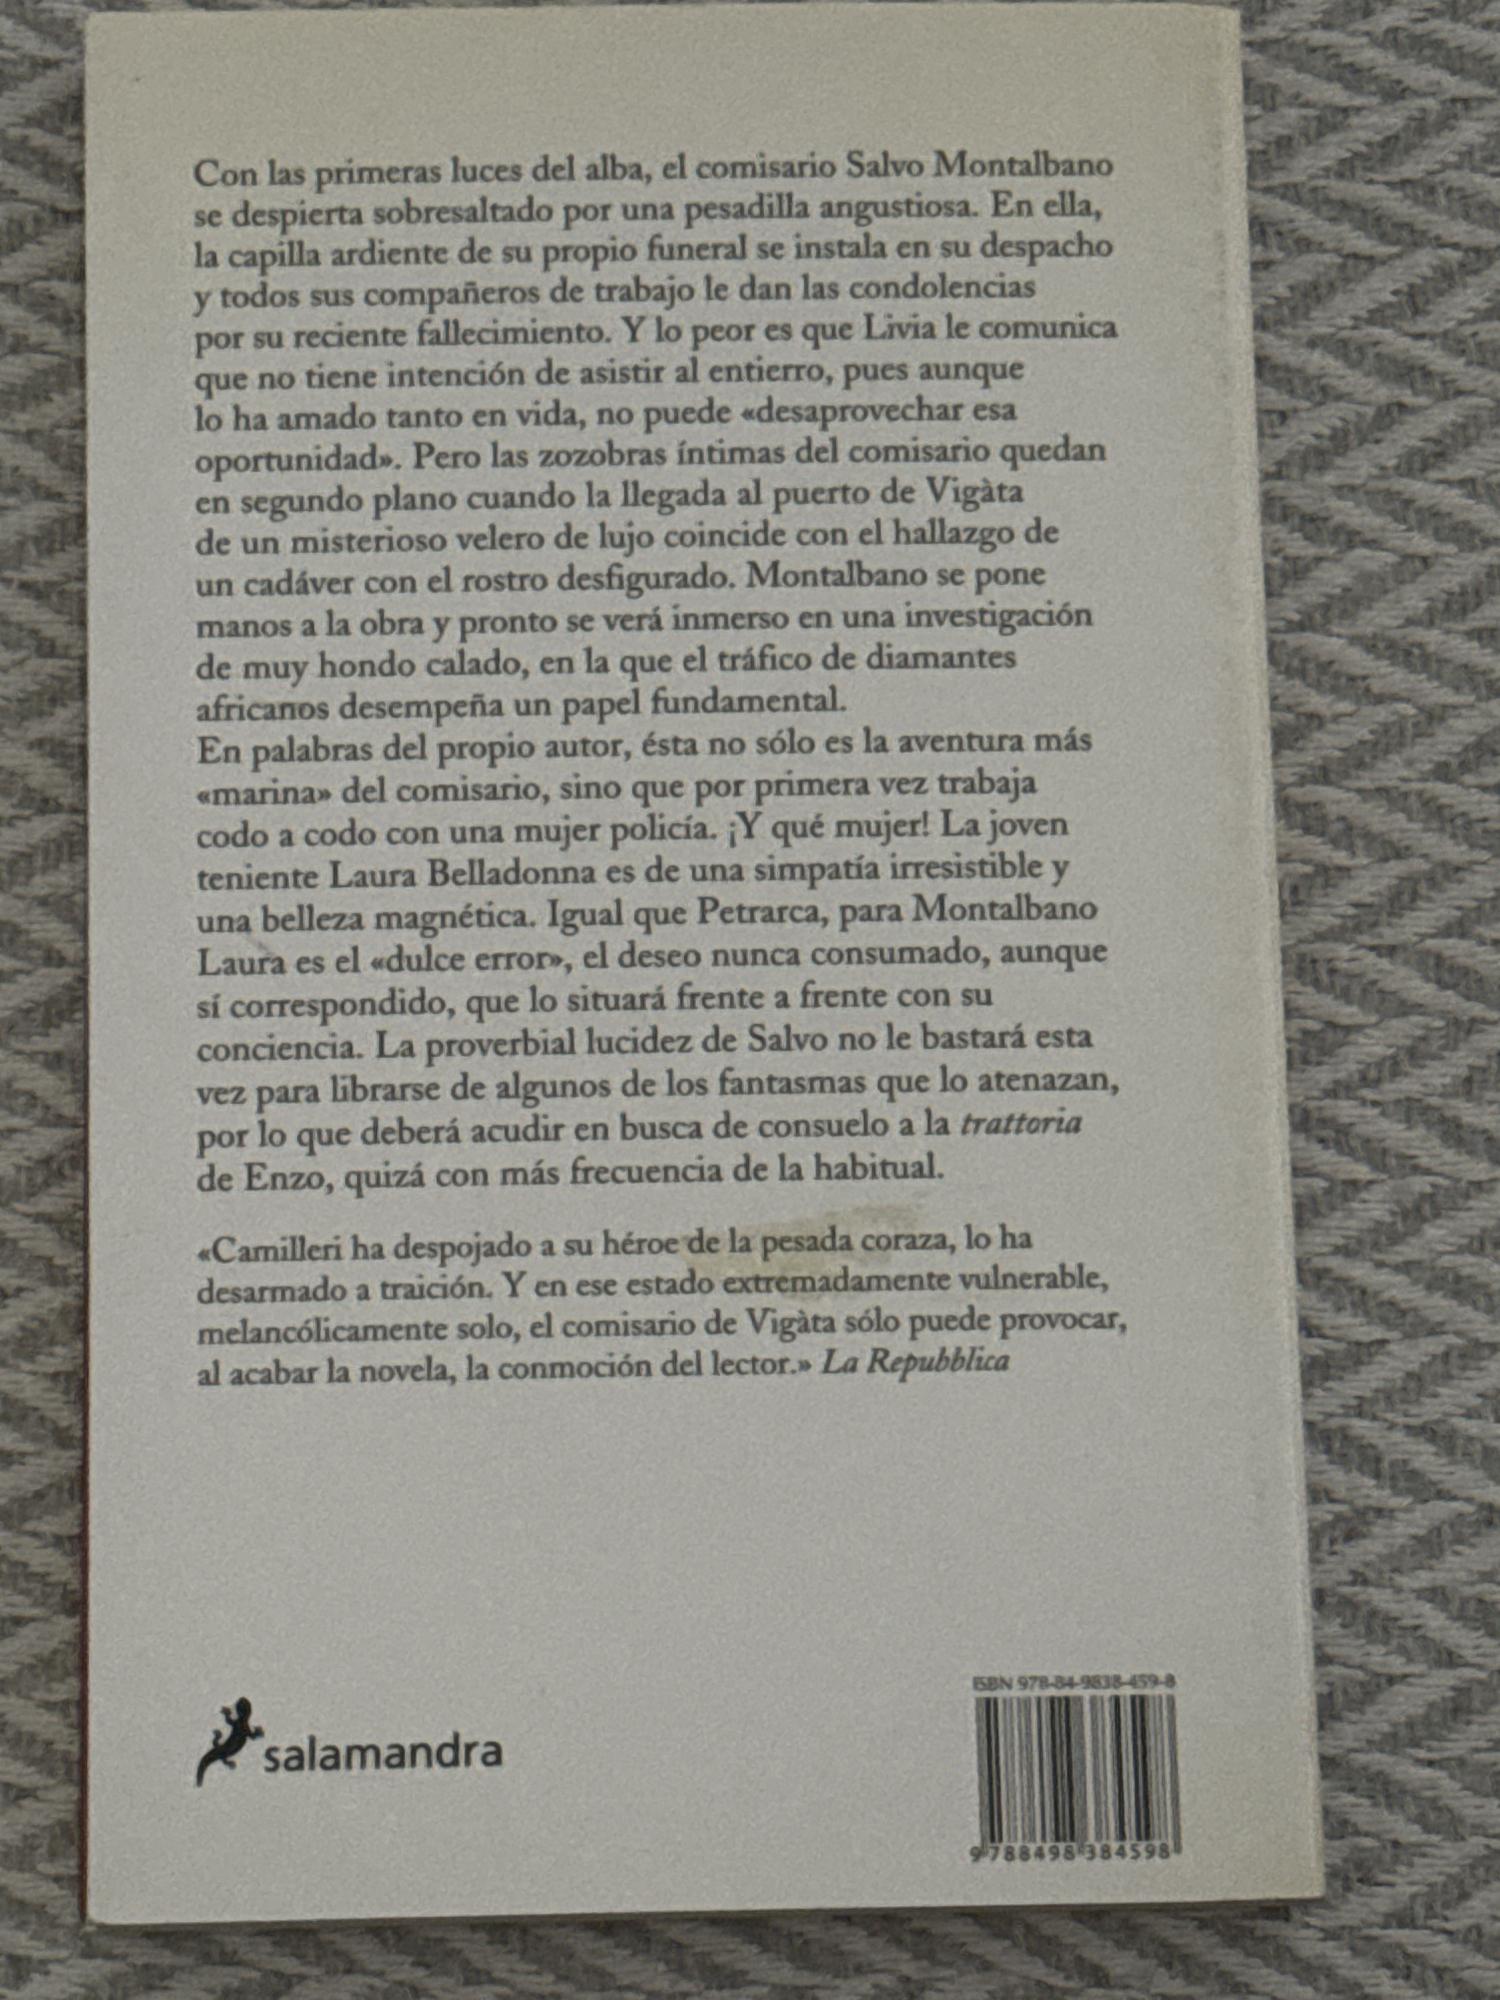 Con las primeras luces del alba, el comisario Salvo Montalbano
se despierta sobresaltado por una pesadilla angustiosa. En ella,
la capilla ardiente de su propio funeral se instala en su despacho
y todos sus compañeros de trabajo le dan las condolencias
por su reciente fallecimiento. Y lo peor es que Livia le comunica
que no tiene intención de asistir al entierro, pues aunque
lo ha amado tanto en vida, no puede «desaprovechar esa
oportunidad». Pero las zozobras íntimas del comisario quedan
en segundo plano cuando la llegada al puerto de Vigàta
de un misterioso velero de lujo coincide con el hallazgo de
un cadáver con el rostro desfigurado. Montalbano se pone
manos a la obra y pronto se verá inmerso en una investigación
de muy hondo calado, en la que el tráfico de diamantes
africanos desempeña un papel fundamental.
En palabras del propio autor, ésta no sólo es la aventura más
«marina» del comisario, sino que por primera vez trabaja
codo a codo con una mujer policía. ¡Y qué mujer! La joven
teniente Laura Belladonna es de una simpatía irresistible y
una belleza magnética. Igual que Petrarca, para Montalbano
Laura es el «dulce error», el deseo nunca consumado, aunque
sí correspondido, que lo situará frente a frente con su
conciencia. La proverbial lucidez de Salvo no le bastará esta
vez para librarse de algunos de los fantasmas que lo atenazan,
por lo que deberá acudir en busca de consuelo a la trattoria
de Enzo, quizá con más frecuencia de la habitual.
«Camilleri ha despojado a su héroe de la pesada coraza, lo ha
desarmado a traición. Y en ese estado extremadamente vulnerable,
melancólicamente solo, el comisario de Vigàta sólo puede provocar,
al acabar la novela, la conmoción del lector.» La Repubblica
salamandra
ISBN 978-84-9838-459-8
9 788498 384598